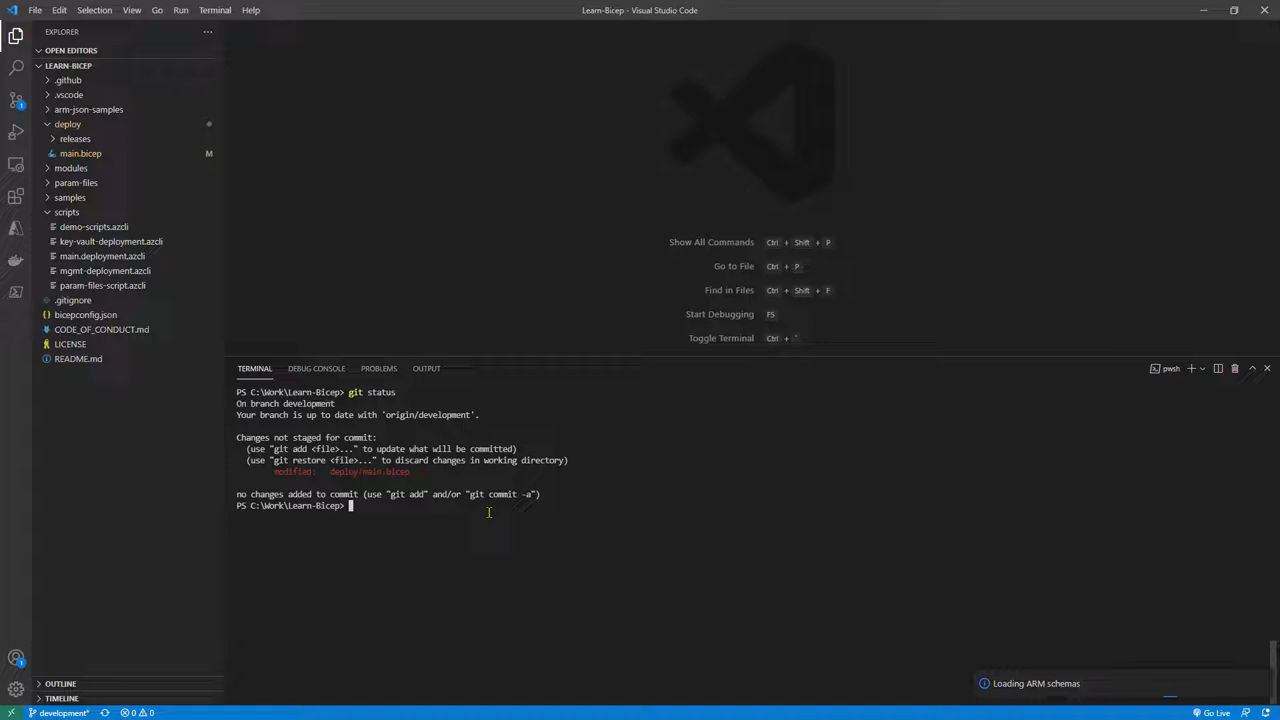 File Edit Selection View Go Run Terminal Help
Learn-Bicep - Visual Studio Code
EXPLORER
OPEN EDITORS
LEARN-BICEP
.github
.vscode
arm-json-samples
deploy
releases
main.bicep M
modules
param-files
samples
scripts
demo-scripts.azcli
key-vault-deployment.azcli
main.deployment.azcli
mgmt-deployment.azcli
param-files-script.azcli
.gitignore
bicepconfig.json
CODE_OF_CONDUCT.md
LICENSE
README.md
OUTLINE
TIMELINE
Show All Commands Ctrl + Shift + P
Go to File Ctrl + P
Find in Files Ctrl + Shift + F
Start Debugging F5
Toggle Terminal Ctrl + `
TERMINAL DEBUG CONSOLE PROBLEMS OUTPUT
pwsh
PS C:\Work\Learn-Bicep> git status
On branch development
Your branch is up to date with 'origin/development'.
Changes not staged for commit:
(use "git add <file>..." to update what will be committed)
(use "git restore <file>..." to discard changes in working directory)
modified: deploy/main.bicep
no changes added to commit (use "git add" and/or "git commit -a")
PS C:\Work\Learn-Bicep>
Loading ARM schemas
development* 0 0
Go Live